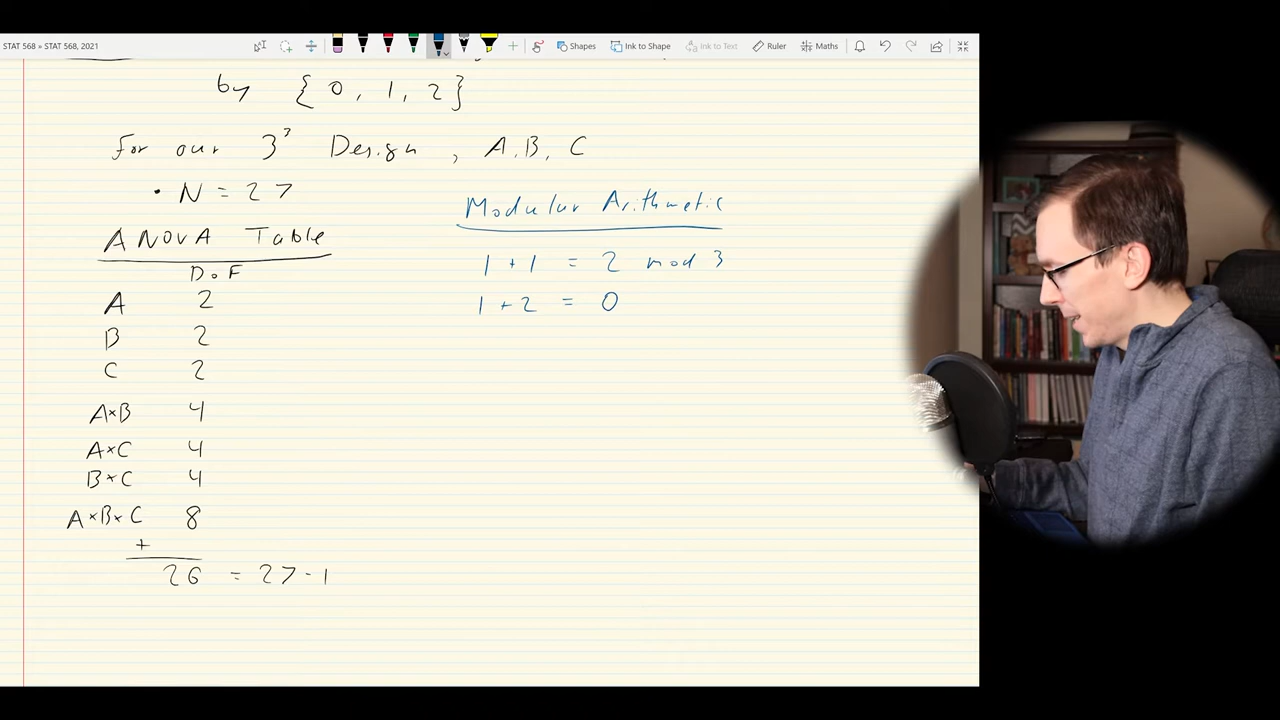 STAT 568 » STAT 568, 2021
Shapes
Ink to Shape
Ink to Text
Ruler
Maths
by {0, 1, 2}
for our 3³ Design, A, B, C
• N = 27
ANOVA Table
DoF
A 2
B 2
C 2
A×B 4
A×C 4
B×C 4
A×B×C 8
+
26 = 27-1
Modular Arithmetic
1 + 1 = 2 mod 3
1 + 2 = 0